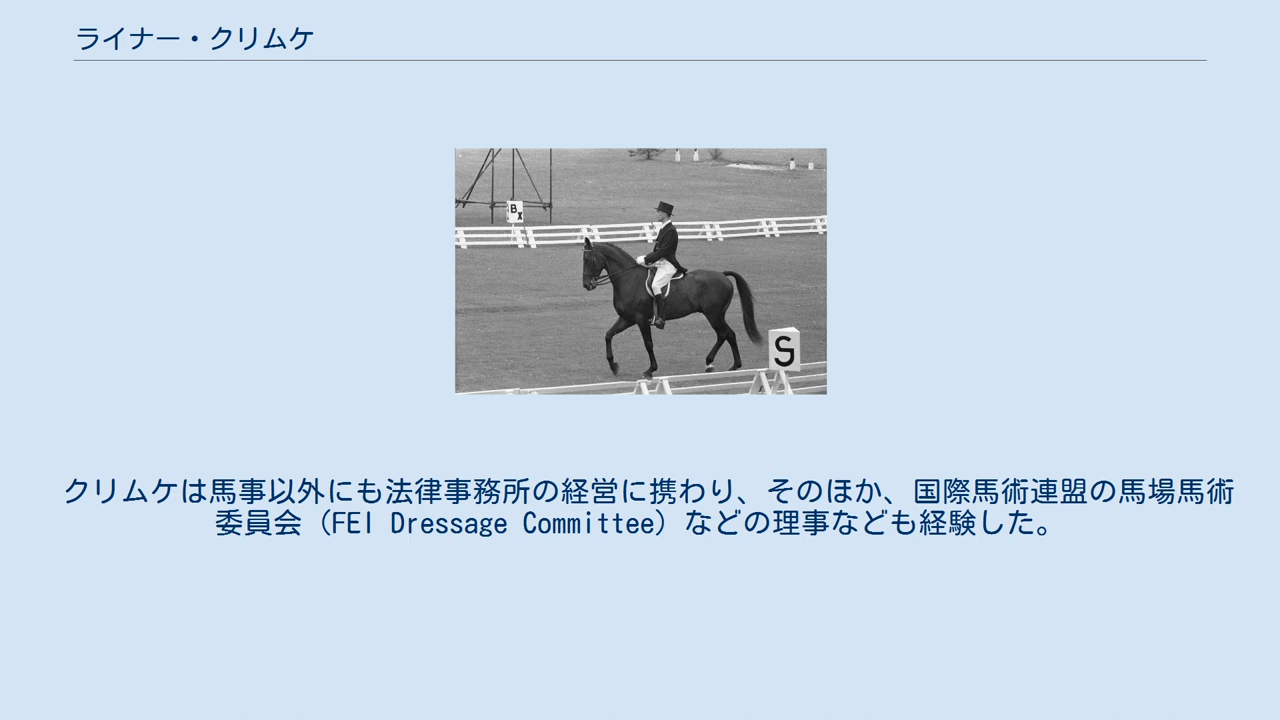 ライナー・クリムケ
B
X
S
クリムケは馬事以外にも法律事務所の経営に携わり、そのほか、国際馬術連盟の馬場馬術
委員会（FEI Dressage Committee）などの理事なども経験した。